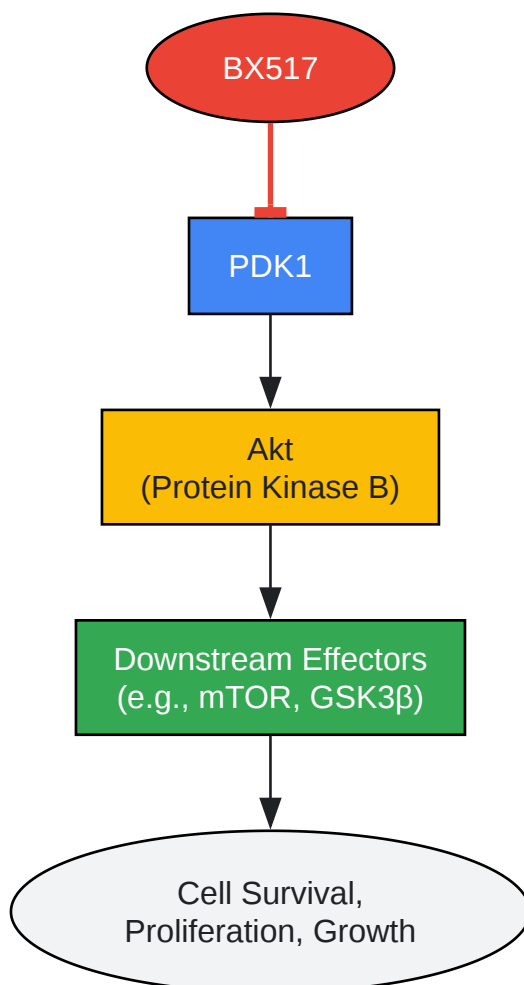 BX517
PDK1
Akt
(Protein Kinase B)
Downstream Effectors
(e.g., mTOR, GSK3β)
Cell Survival,
Proliferation, Growth